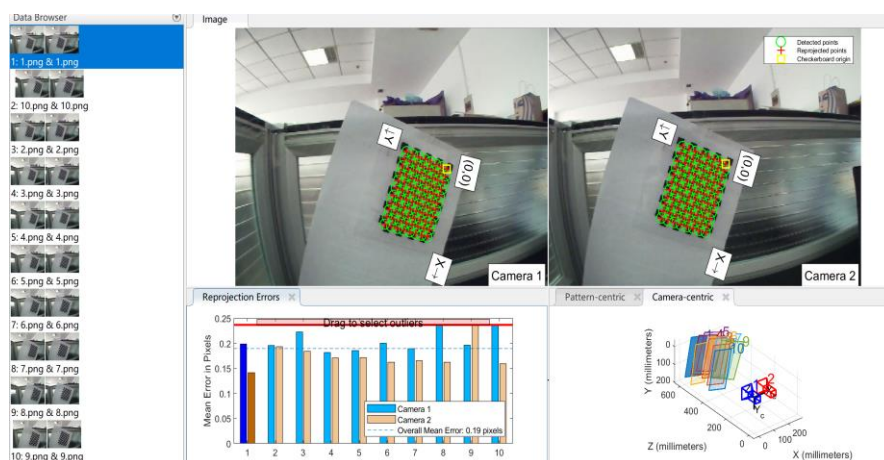 Data Browser
1: 1.png & 1.png
2: 10.png & 10.png
3: 2.png & 2.png
4: 3.png & 3.png
5: 4.png & 4.png
6: 5.png & 5.png
7: 6.png & 6.png
8: 7.png & 7.png
9: 8.png & 8.png
10: 9.png & 9.png
Image
Detected points
Reprojected points
Checkerboard origin
Y→
(0,0)
X→
Camera 1
Y→
(0,0)
X→
Camera 2
Reprojection Errors
Drag to select outliers
Mean Error in Pixels
0.25
0.2
0.15
0.1
0.05
0
Camera 1
Camera 2
Overall Mean Error: 0.19 pixels
1 2 3 4 5 6 7 8 9 10
Pattern-centric
Camera-centric
Y (millimeters)
0
100
200
600
400
200
0
Z (millimeters)
0 100 200
X (millimeters)
10
2
Yc